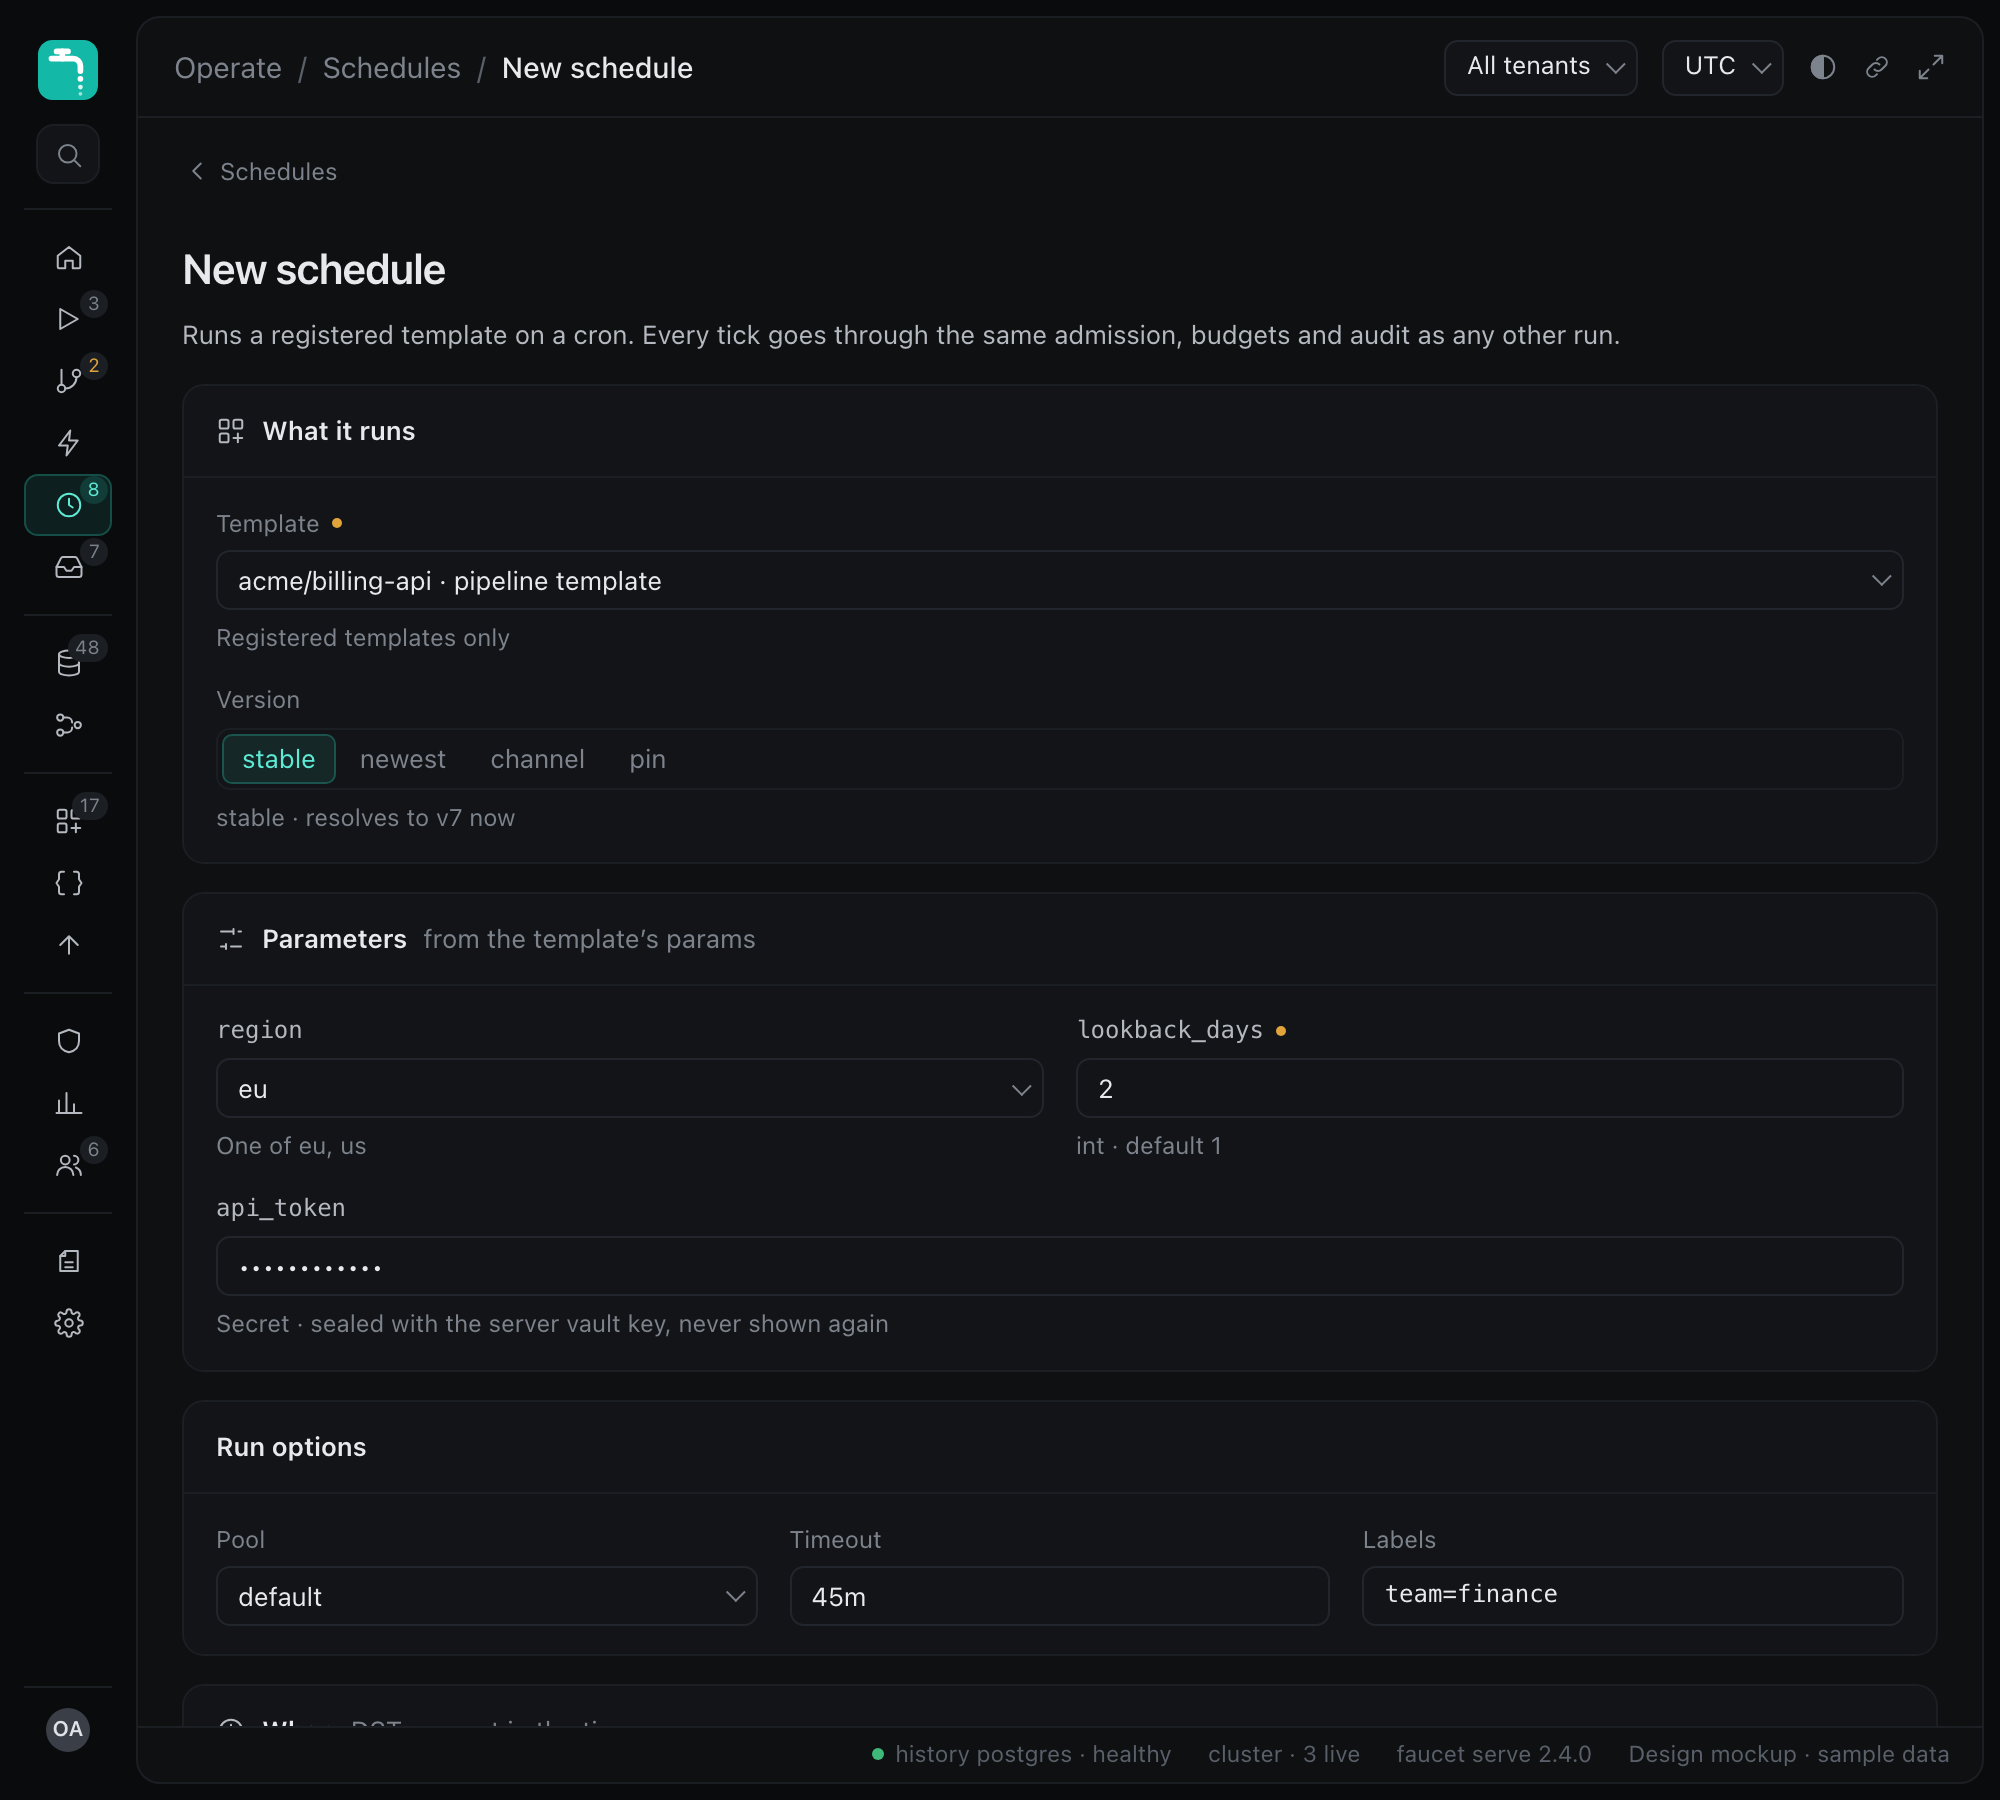 Operate / Schedules / New schedule
All tenants
UTC
Schedules
New schedule
Runs a registered template on a cron. Every tick goes through the same admission, budgets and audit as any other run.
3
2
8
7
48
17
6
OA
What it runs
Template
acme/billing-api · pipeline template
Registered templates only
Version
stable newest channel pin
stable · resolves to v7 now
Parameters from the template’s params
region
eu
One of eu, us
lookback_days
2
int · default 1
api_token
••••••••••••
Secret · sealed with the server vault key, never shown again
Run options
Pool
default
Timeout
45m
Labels
team=finance
history postgres · healthy cluster · 3 live faucet serve 2.4.0 Design mockup · sample data